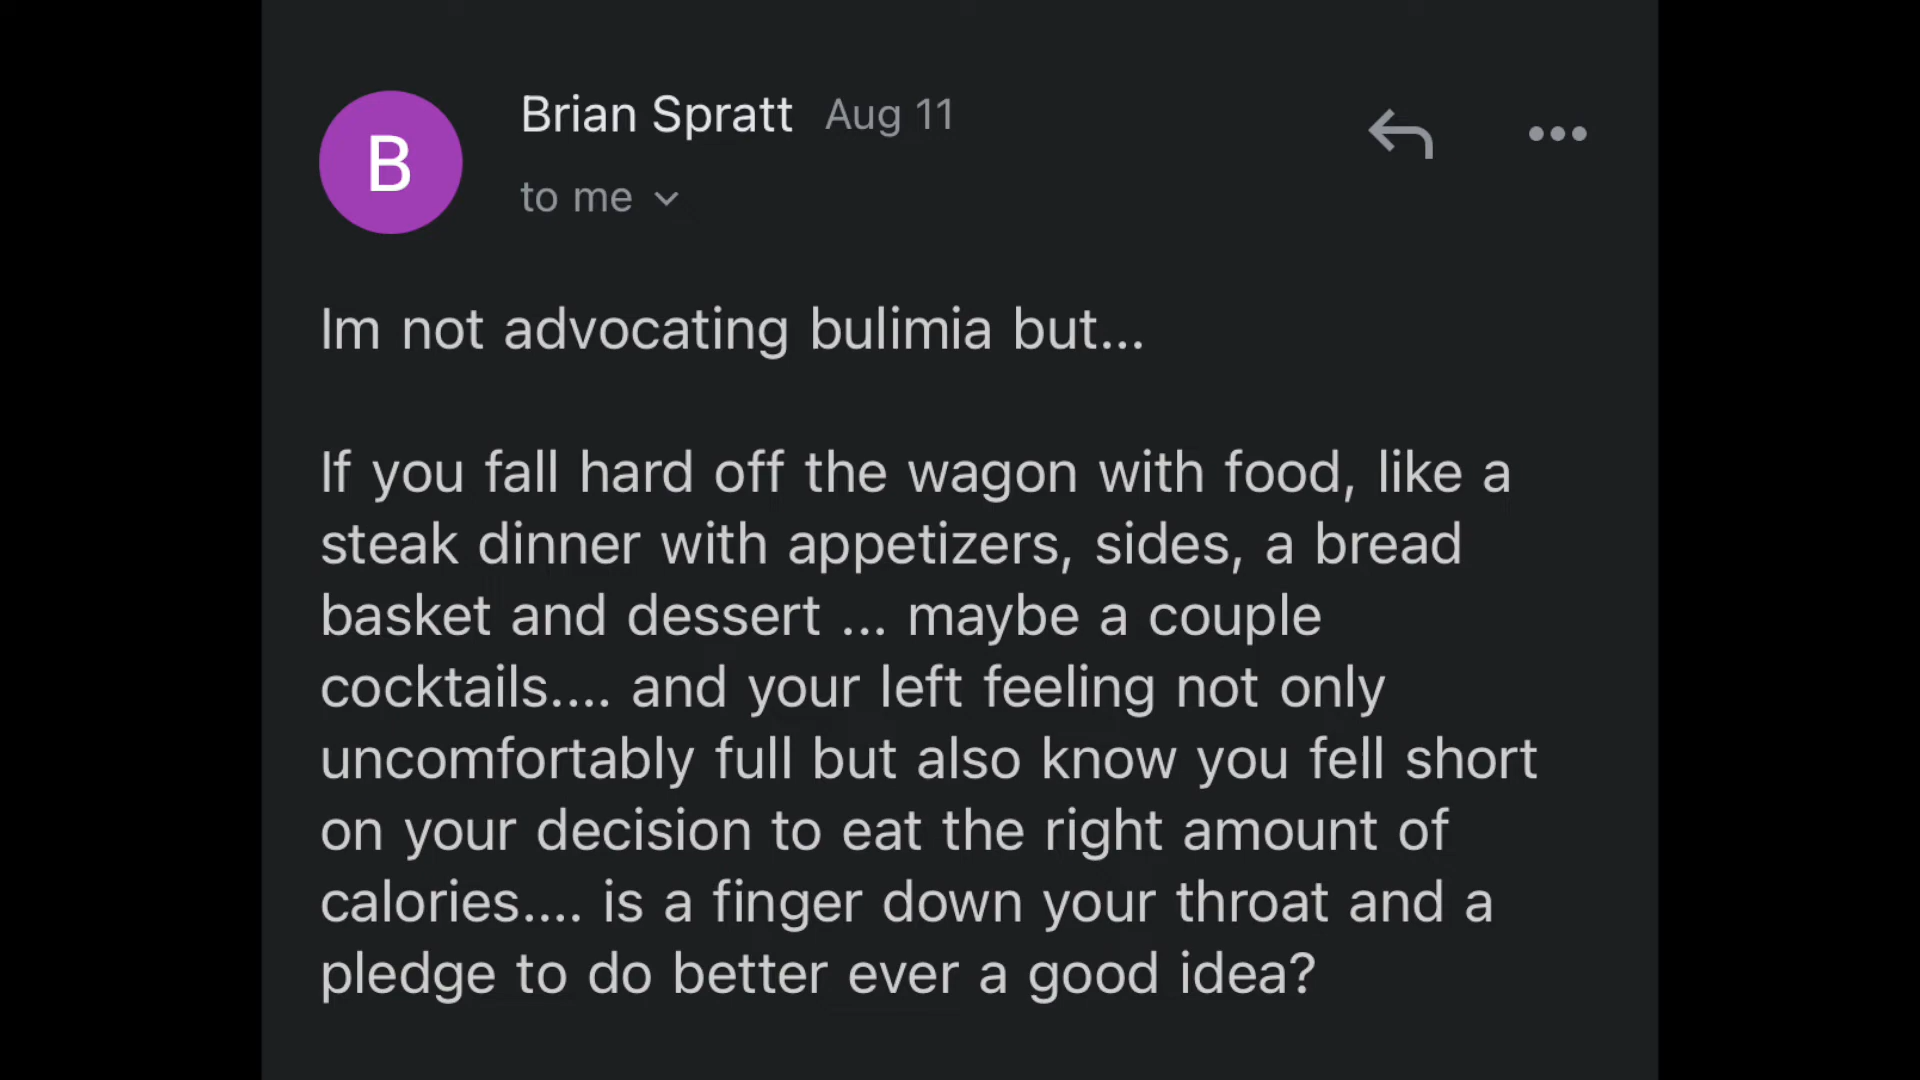 B
Brian Spratt Aug 11
to me
Im not advocating bulimia but...
If you fall hard off the wagon with food, like a
steak dinner with appetizers, sides, a bread
basket and dessert ... maybe a couple
cocktails.... and your left feeling not only
uncomfortably full but also know you fell short
on your decision to eat the right amount of
calories.... is a finger down your throat and a
pledge to do better ever a good idea?